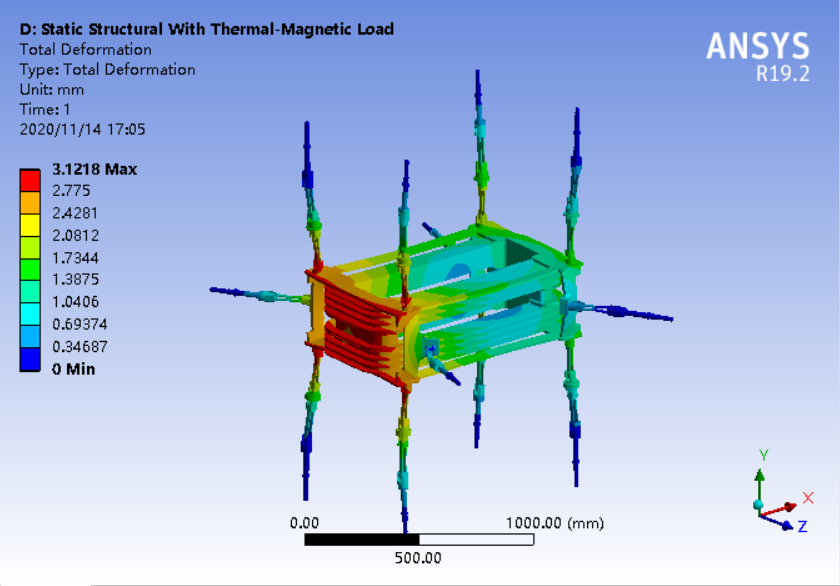 D: Static Structural With Thermal-Magnetic Load
Total Deformation
Type: Total Deformation
Unit: mm
Time: 1
2020/11/14 17:05
ANSYS
R19.2
3.1218 Max
2.775
2.4281
2.0812
1.7344
1.3875
1.0406
0.69374
0.34687
0 Min
Y
X
Z
0.00
1000.00 (mm)
500.00